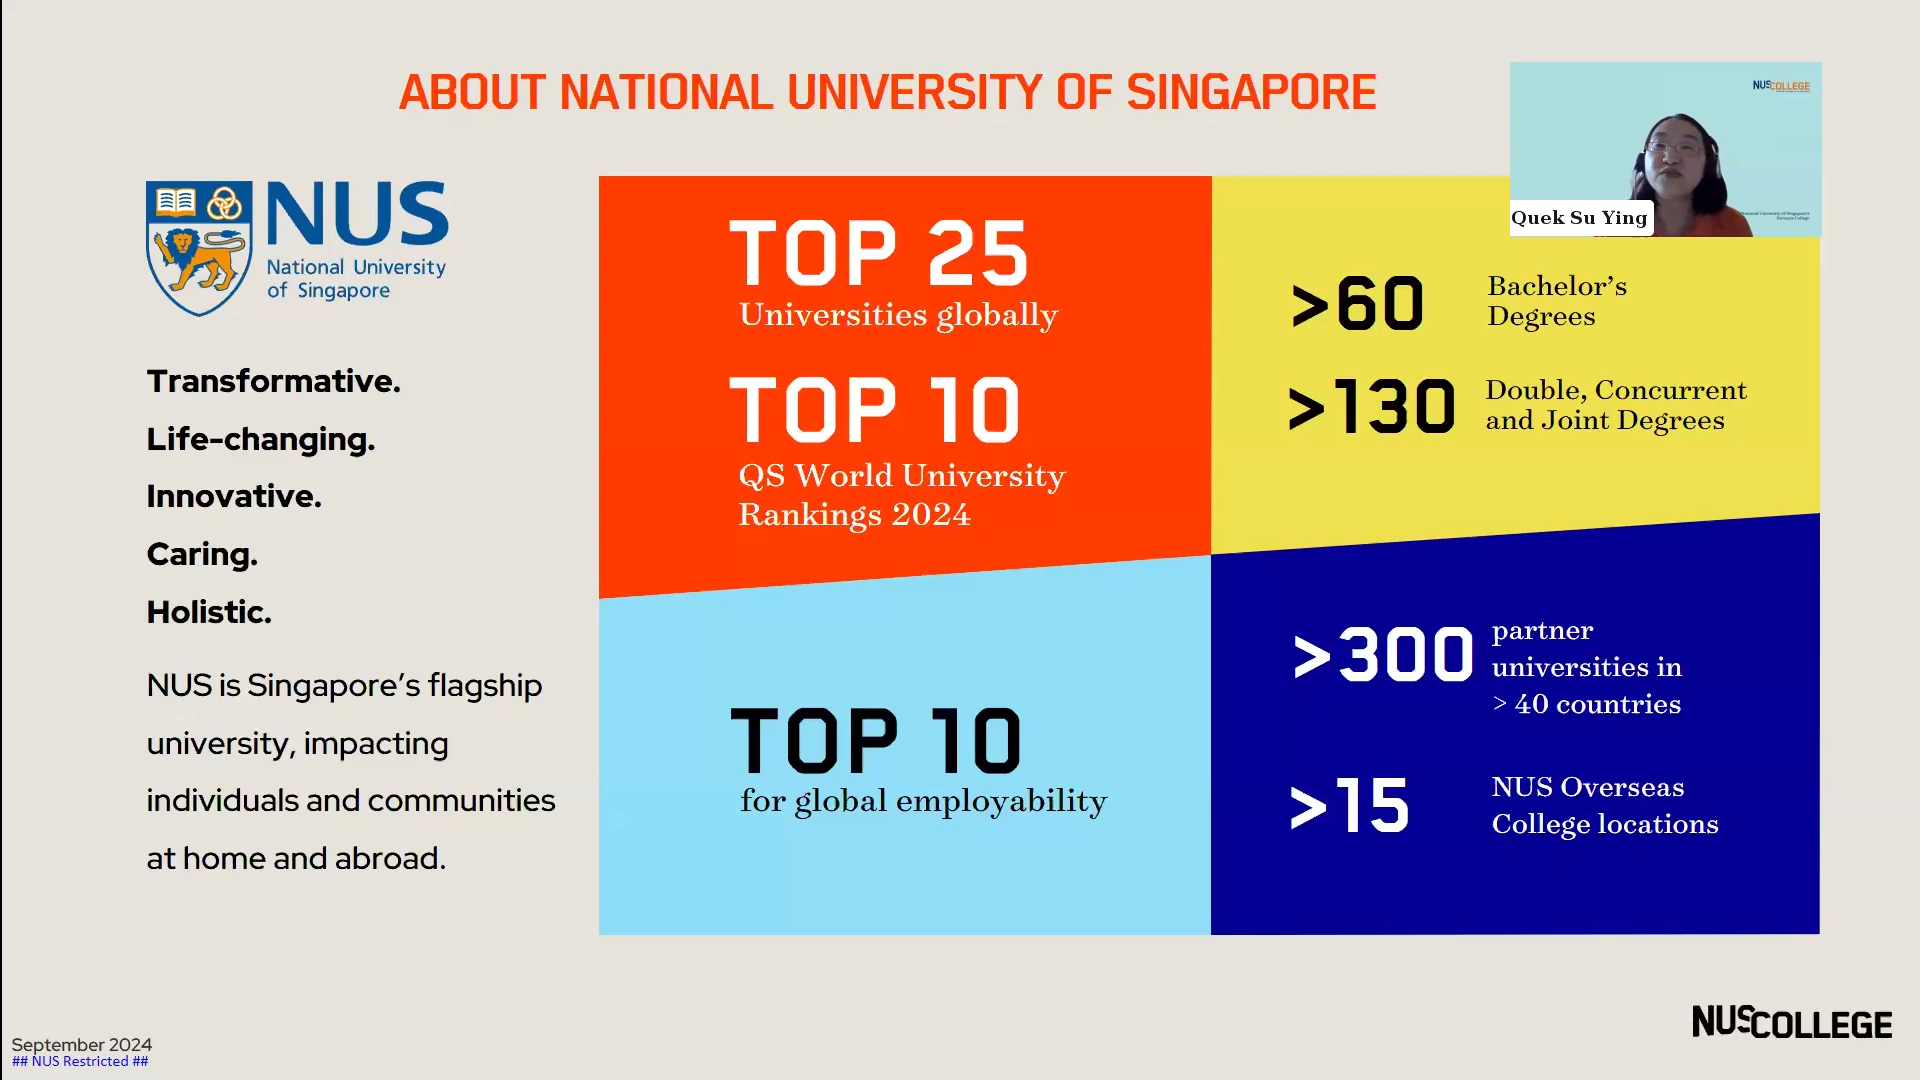 ABOUT NATIONAL UNIVERSITY OF SINGAPORE
NUSCOLLEGE
Quek Su Ying
NUS
National University
of Singapore
Transformative.
Life-changing.
Innovative.
Caring.
Holistic.
NUS is Singapore’s flagship
university, impacting
individuals and communities
at home and abroad.
TOP 25
Universities globally
TOP 10
QS World University
Rankings 2024
>60
Bachelor’s
Degrees
>130
Double, Concurrent
and Joint Degrees
TOP 10
for global employability
>300
partner
universities in
> 40 countries
>15
NUS Overseas
College locations
September 2024
## NUS Restricted ##
NUSCOLLEGE